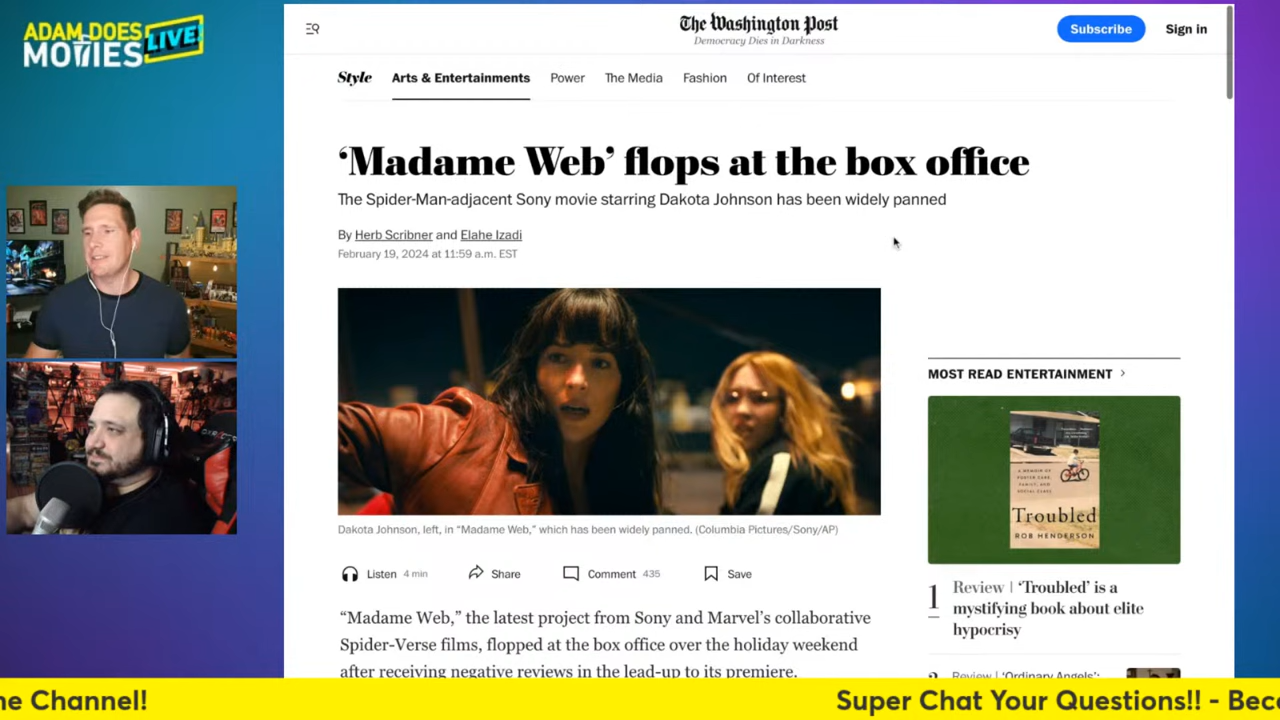 ADAM DOES
MOVIES LIVE!
The Washington Post
Democracy Dies in Darkness
Subscribe
Sign in
Style
Arts & Entertainments
Power
The Media
Fashion
Of Interest
‘Madame Web’ flops at the box office
The Spider-Man-adjacent Sony movie starring Dakota Johnson has been widely panned
By Herb Scribner and Elahe Izadi
February 19, 2024 at 11:59 a.m. EST
Dakota Johnson, left, in “Madame Web,” which has been widely panned. (Columbia Pictures/Sony/AP)
Listen 4 min
Share
Comment 435
Save
“Madame Web,” the latest project from Sony and Marvel’s collaborative
Spider-Verse films, flopped at the box office over the holiday weekend
after receiving negative reviews in the lead-up to its premiere.
MOST READ ENTERTAINMENT
A MEMOIR OF
FOSTER CARE,
FAMILY, AND
SOCIAL CLASS
Troubled
ROB HENDERSON
1
Review | ‘Troubled’ is a
mystifying book about elite
hypocrisy
Review | ‘Ordinary Angels’:
ne Channel!
Super Chat Your Questions!! - Bec